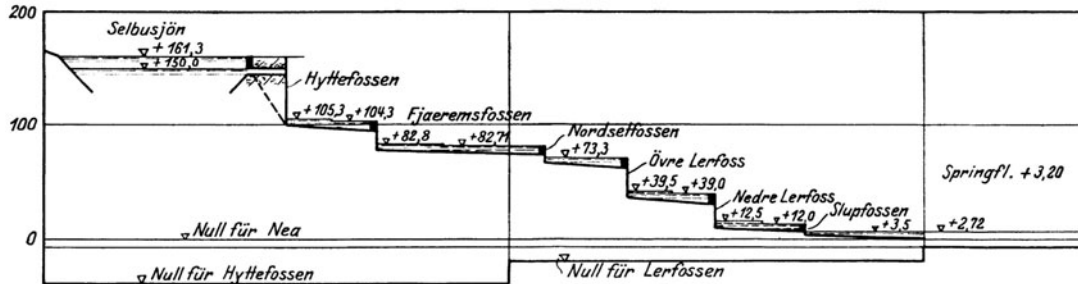 200
Selbusjön
+ 161,3
+ 150,0
Hyttefossen
+ 105,3 + 104,3
Fjaeremsfossen
100
+ 82,8 + 82,71
Nordsetfossen
+ 73,3
Övre Lerfoss
+ 39,5 + 39,0
Springfl. + 3,20
Nedre Lerfoss
+ 12,5 + 12,0
Slupfossen
+ 3,5 + 2,72
Null für Nea
0
Null für Hyttefossen
Null für Lerfossen